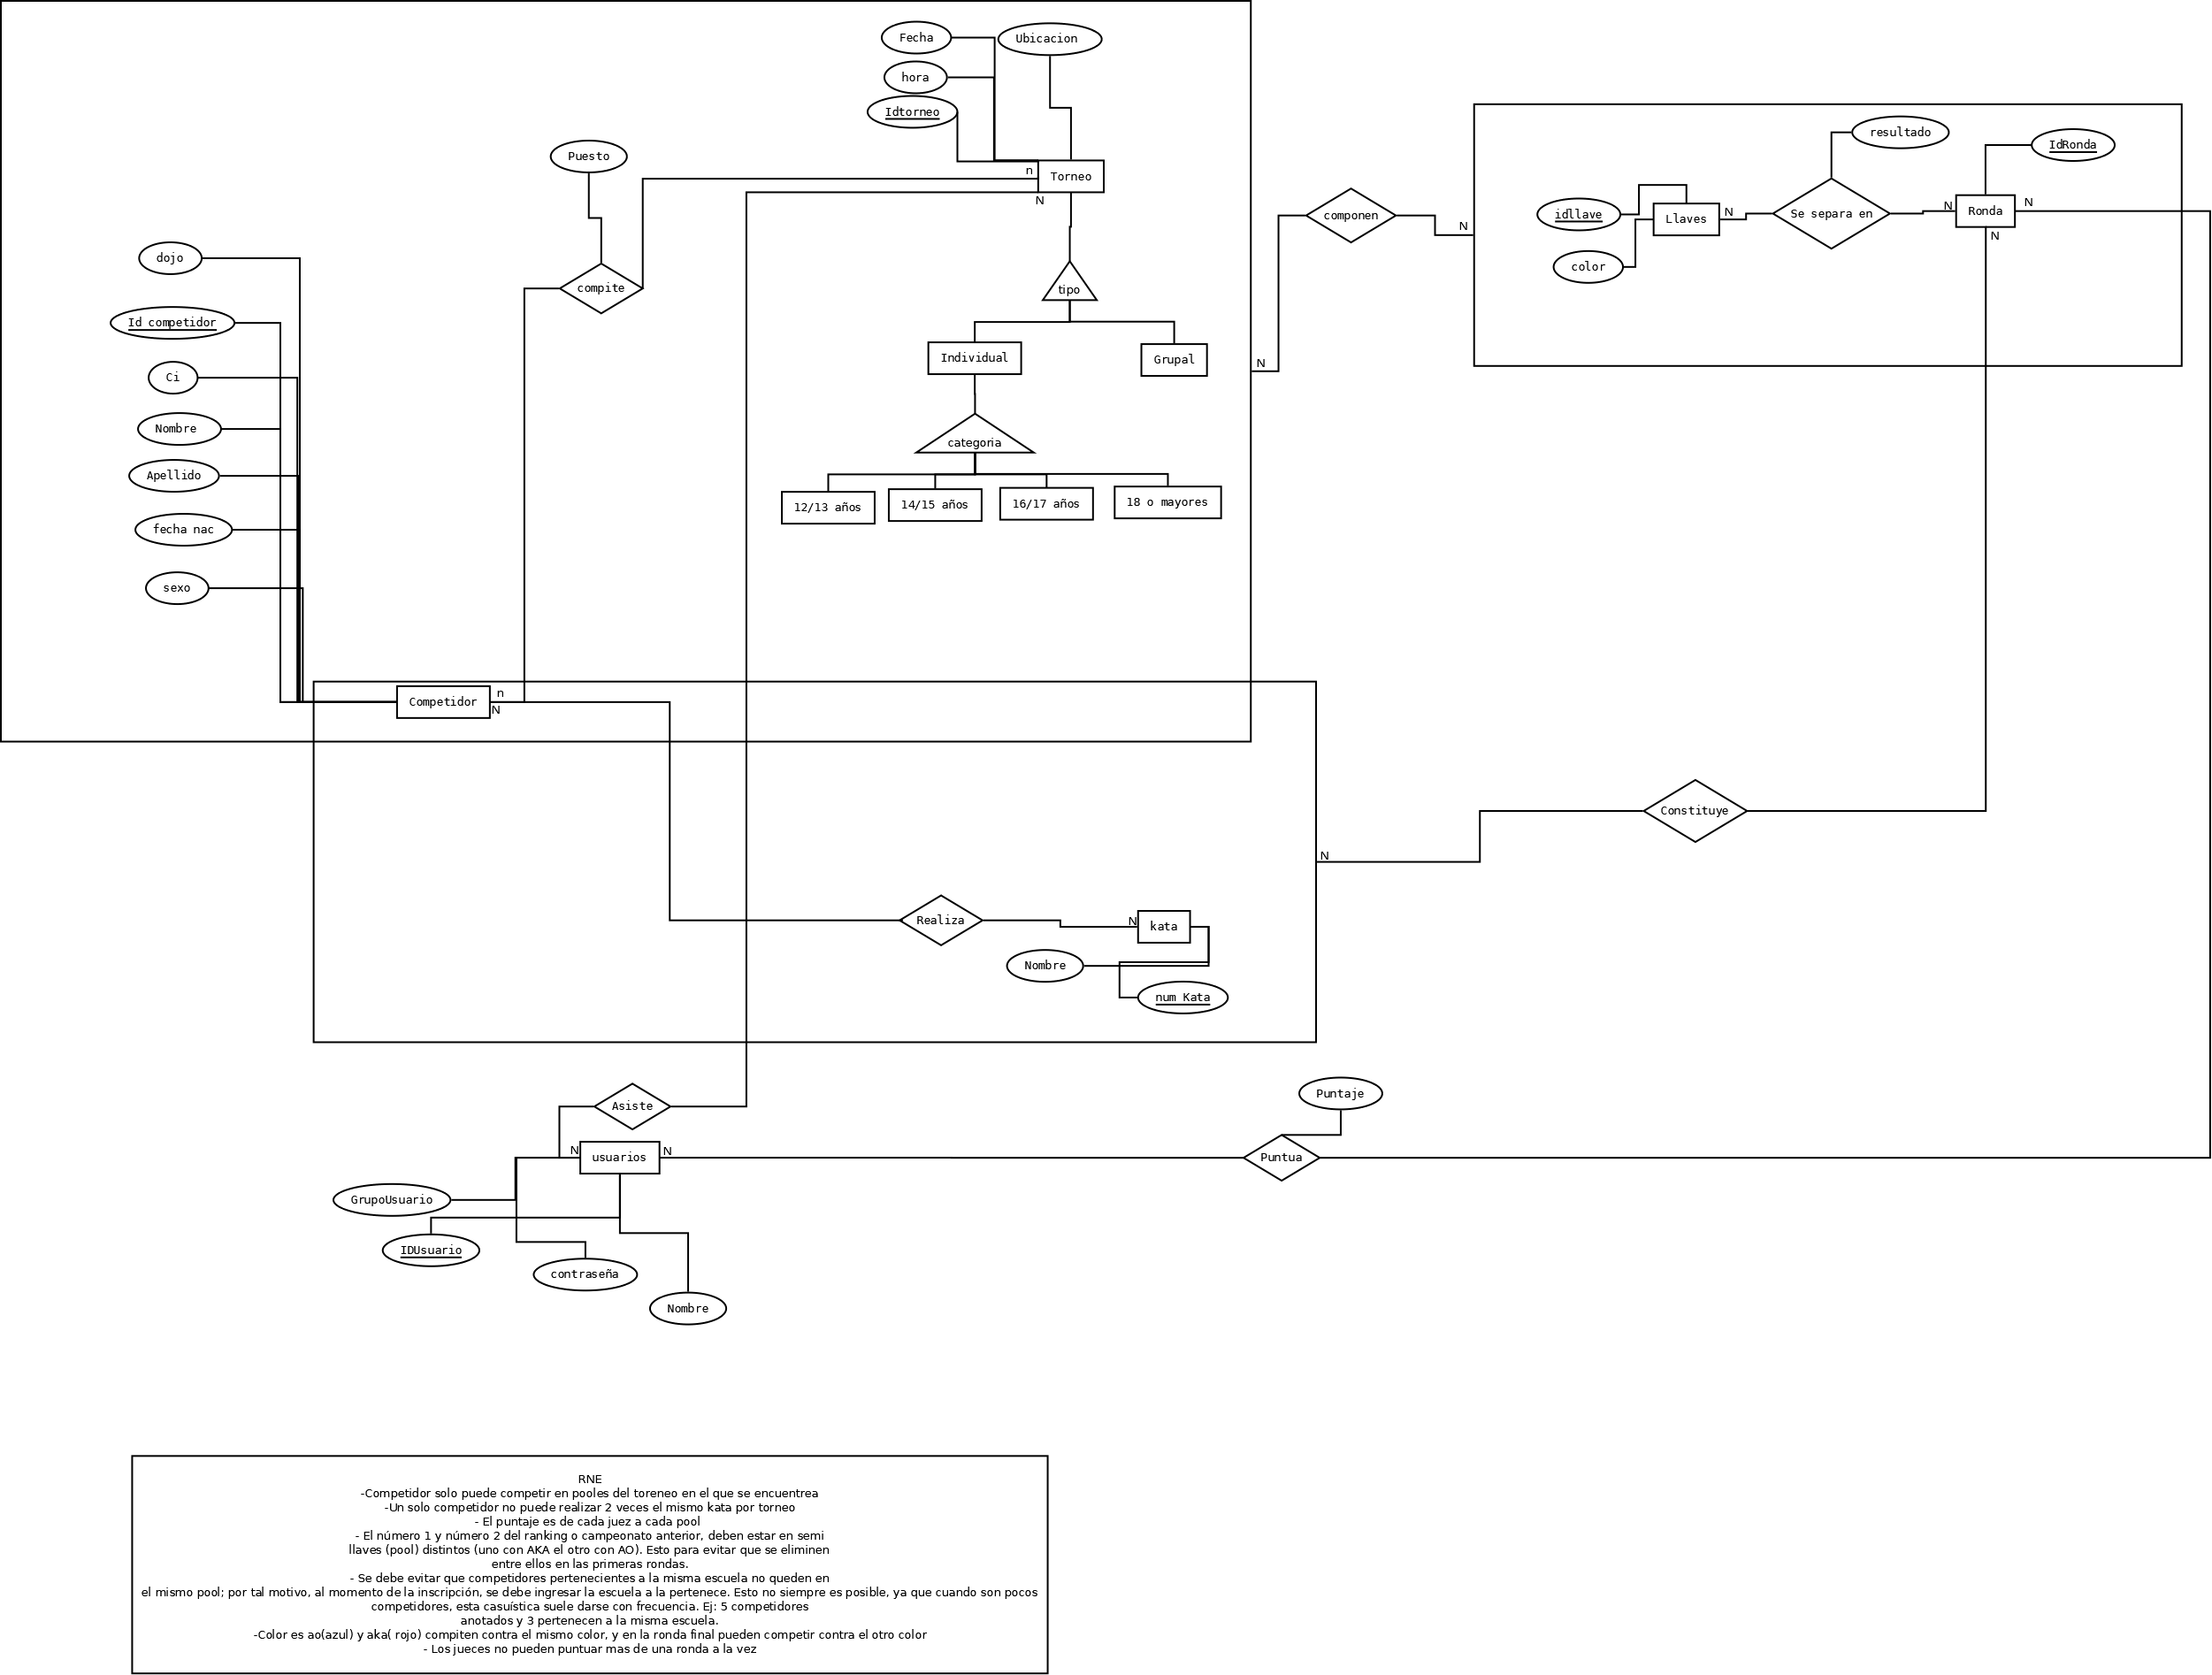 Fecha
Ubicacion
hora
Idtorneo
Puesto
n
Torneo
N
resultado
IdRonda
idllave
Llaves
N
Se separa en
N
Ronda
N
N
color
componen
N
N
dojo
compite
tipo
Id competidor
Individual
Grupal
Ci
Nombre
categoria
Apellido
12/13 años
14/15 años
16/17 años
18 o mayores
fecha nac
sexo
Competidor
n
N
Constituye
N
Realiza
N
kata
Nombre
num Kata
Asiste
Puntaje
N
usuarios
N
Puntua
GrupoUsuario
IDUsuario
contraseña
Nombre
RNE
-Competidor solo puede competir en pooles del toreneo en el que se encuentrea
-Un solo competidor no puede realizar 2 veces el mismo kata por torneo
- El puntaje es de cada juez a cada pool
- El número 1 y número 2 del ranking o campeonato anterior, deben estar en semi
llaves (pool) distintos (uno con AKA el otro con AO). Esto para evitar que se eliminen
entre ellos en las primeras rondas.
- Se debe evitar que competidores pertenecientes a la misma escuela no queden en
el mismo pool; por tal motivo, al momento de la inscripción, se debe ingresar la escuela a la pertenece. Esto no siempre es posible, ya que cuando son pocos
competidores, esta casuística suele darse con frecuencia. Ej: 5 competidores
anotados y 3 pertenecen a la misma escuela.
-Color es ao(azul) y aka( rojo) compiten contra el mismo color, y en la ronda final pueden competir contra el otro color
- Los jueces no pueden puntuar mas de una ronda a la vez